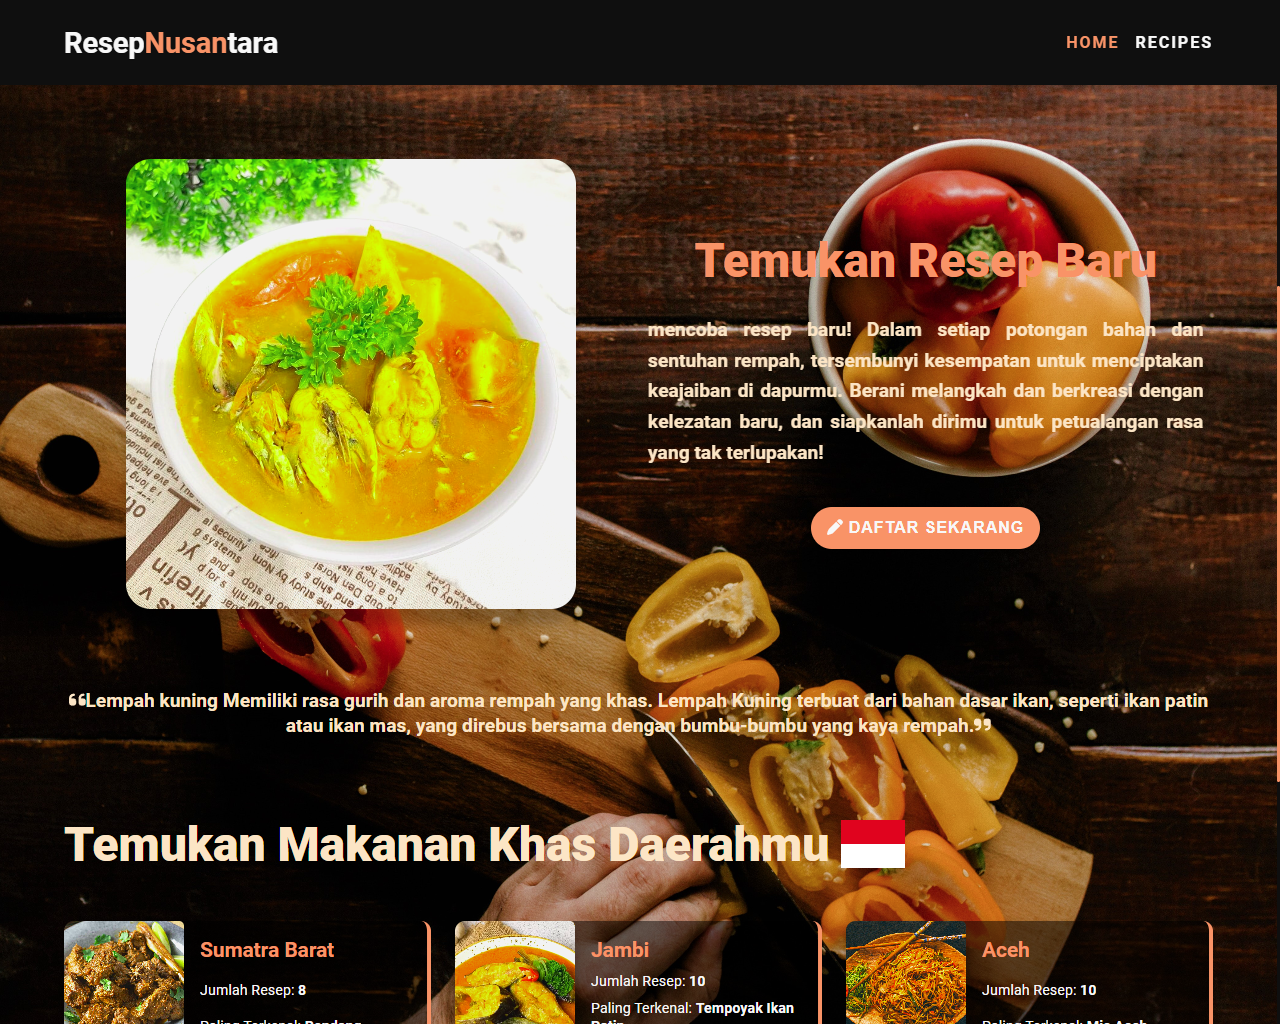 ResepNusantara
HOME RECIPES
Temukan Resep Baru
mencoba resep baru! Dalam setiap potongan bahan dan
sentuhan rempah, tersembunyi kesempatan untuk menciptakan
keajaiban di dapurmu. Berani melangkah dan berkreasi dengan
kelezatan baru, dan siapkanlah dirimu untuk petualangan rasa
yang tak terlupakan!
DAFTAR SEKARANG
❝Lempah kuning Memiliki rasa gurih dan aroma rempah yang khas. Lempah Kuning terbuat dari bahan dasar ikan, seperti ikan patin
atau ikan mas, yang direbus bersama dengan bumbu-bumbu yang kaya rempah.❞
Temukan Makanan Khas Daerahmu
Sumatra Barat
Jumlah Resep: 8
Jambi
Jumlah Resep: 10
Paling Terkenal: Tempoyak Ikan
Aceh
Jumlah Resep: 10